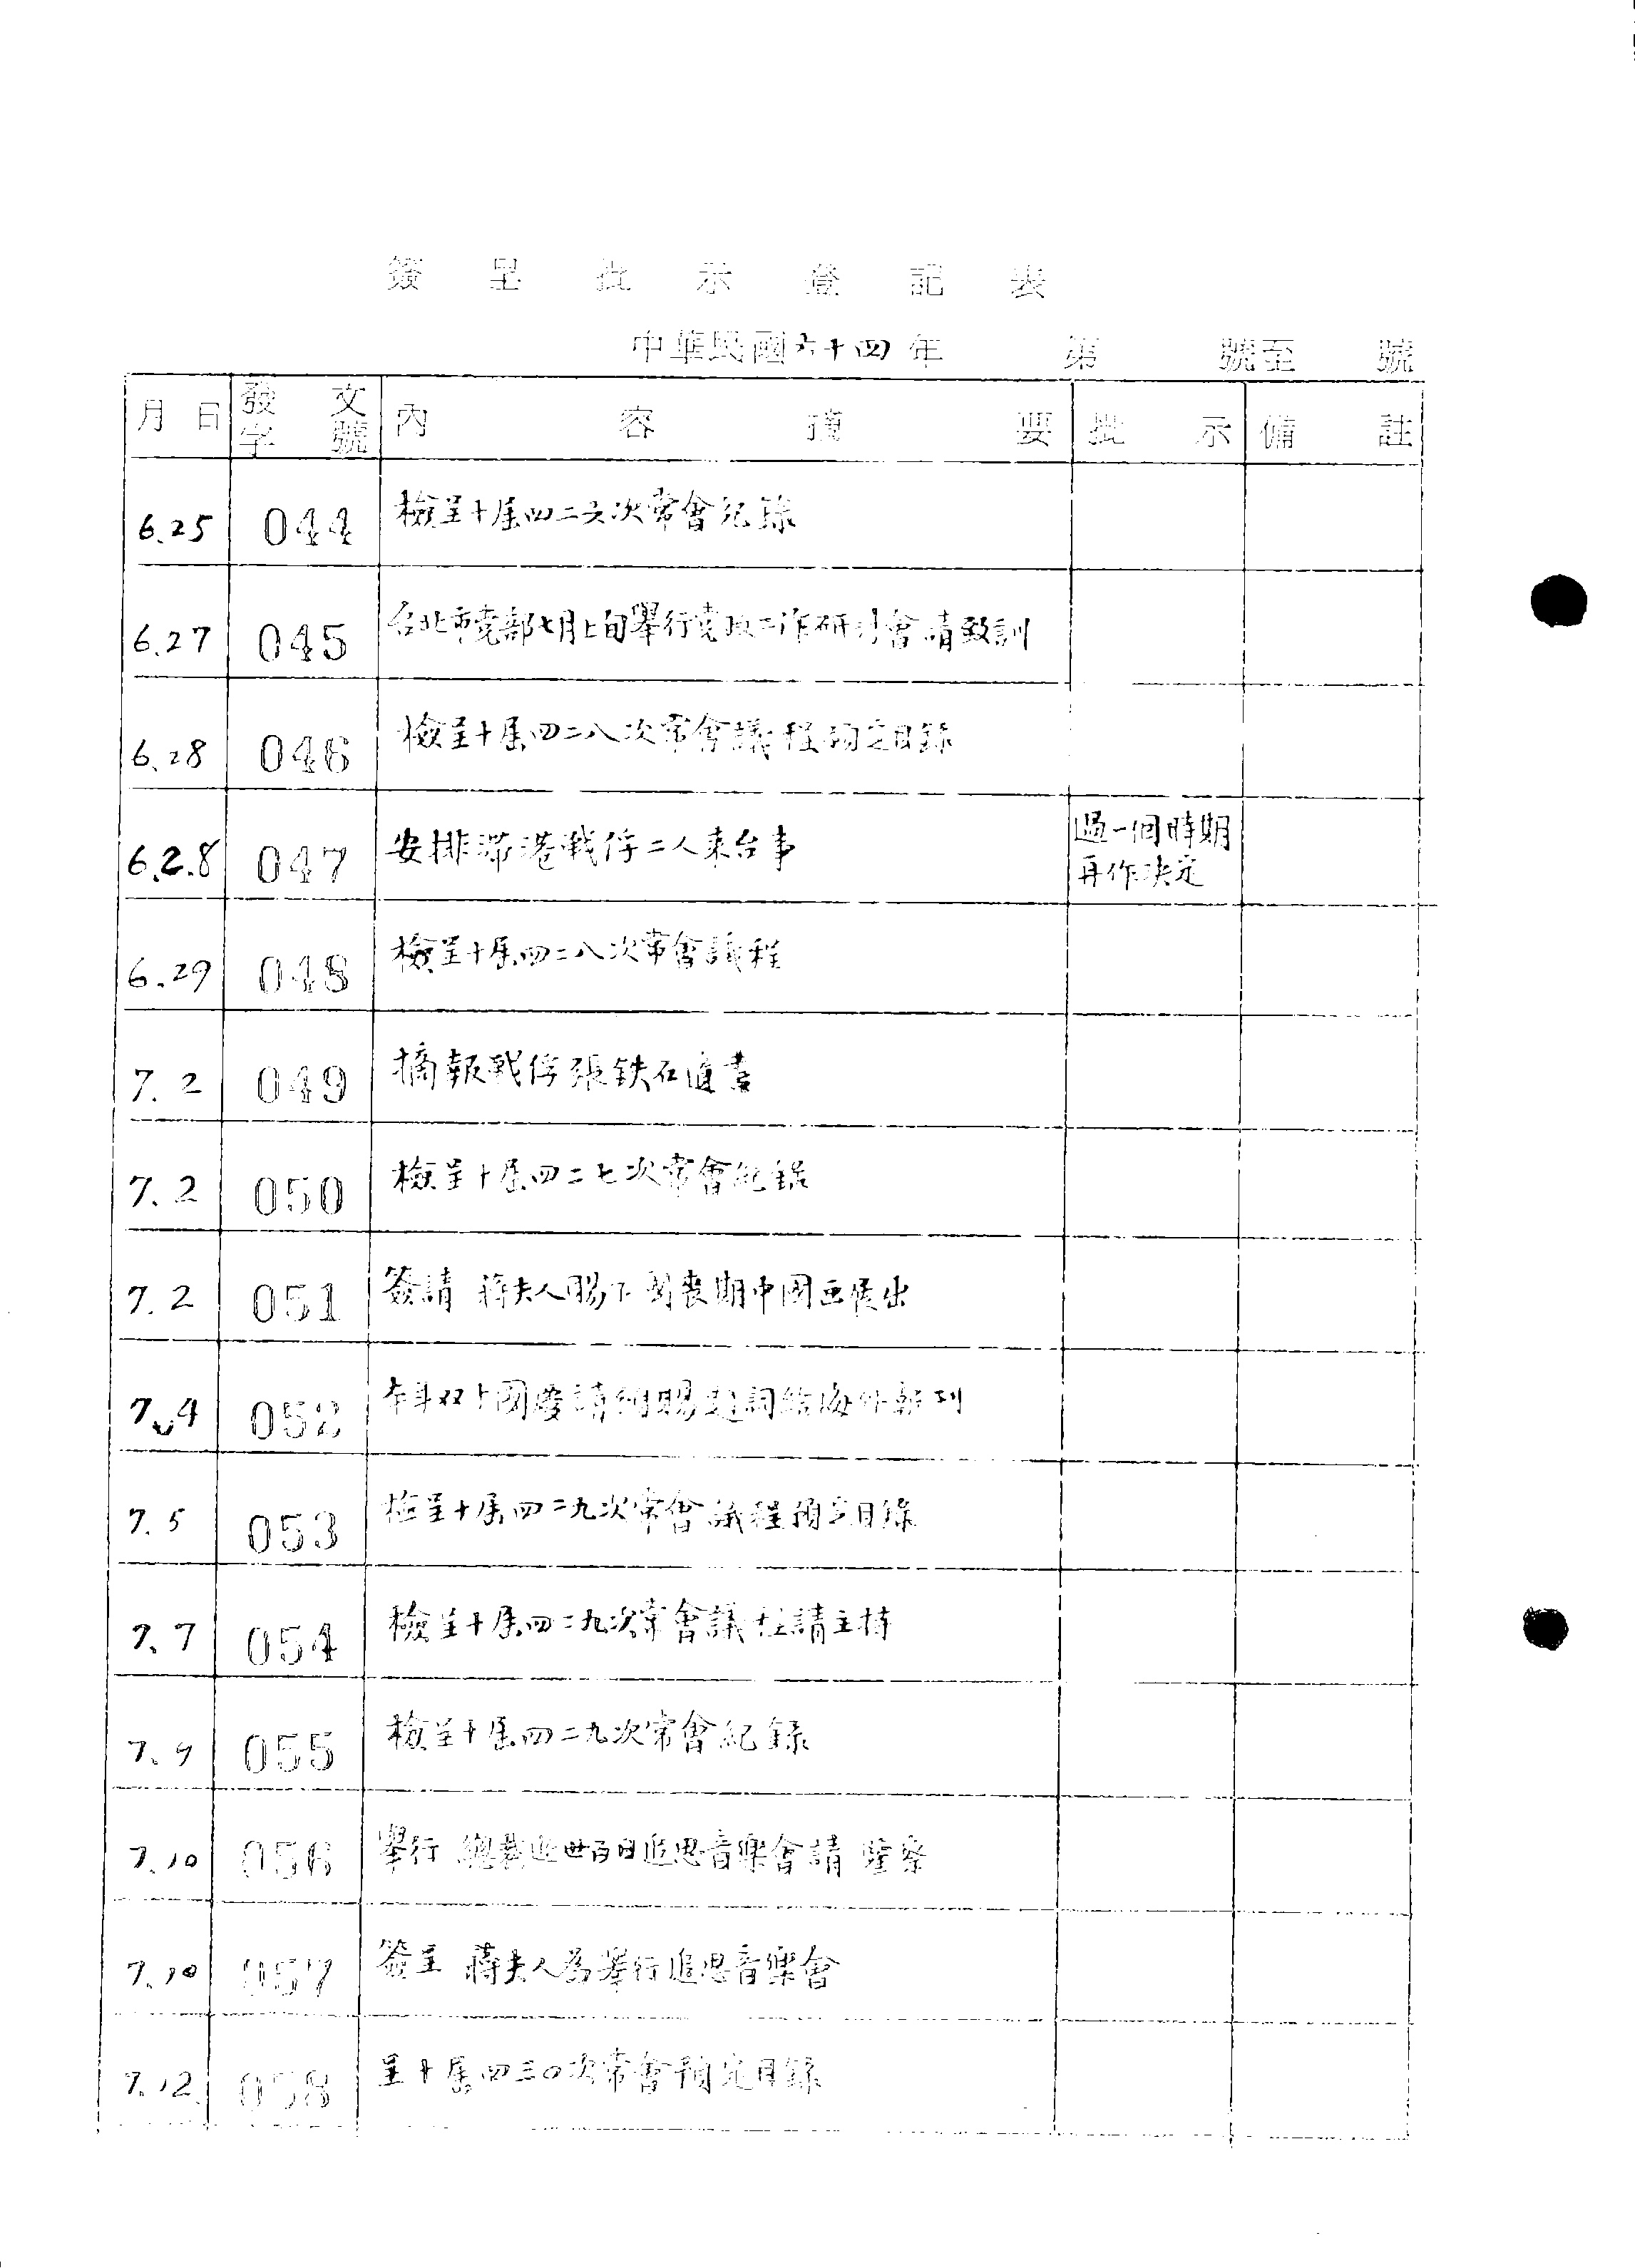 簽呈批示登記表
中華民國六十四年 第 號至 號
月日 發文字號 內容摘要 批示 備註
6.25 044 檢呈十屆四二六次常會紀錄
6.27 045 台北市党部七月上旬舉行党政工作研討會請致訓
6.28 046 檢呈十屆四二八次常會議程預定目錄
6.2.8 047 安排滯港戰俘二人來台事 過一個時期
再作決定
6.29 048 檢呈十屆四二八次常會議程
7.2 049 摘報戰俘張鉄石遺書
7.2 050 檢呈十屆四二七次常會紀錄
7.2 051 簽請 蔣夫人賜 喪期中國画 出
7.4 052 本年双十國慶請 賜 詞給海外報刊
7.5 053 檢呈十屆四二九次常會議程預定目錄
7.7 054 檢呈十屆四二九次常會議程請主持
7.9 055 檢呈十屆四二九次常會紀錄
7.10 056 舉行 總裁逝世百日追思音樂會請 鑒察
7.10 057 簽呈 蔣夫人為舉行追思音樂會
7.12 058 呈十屆四三〇次常會預定目錄